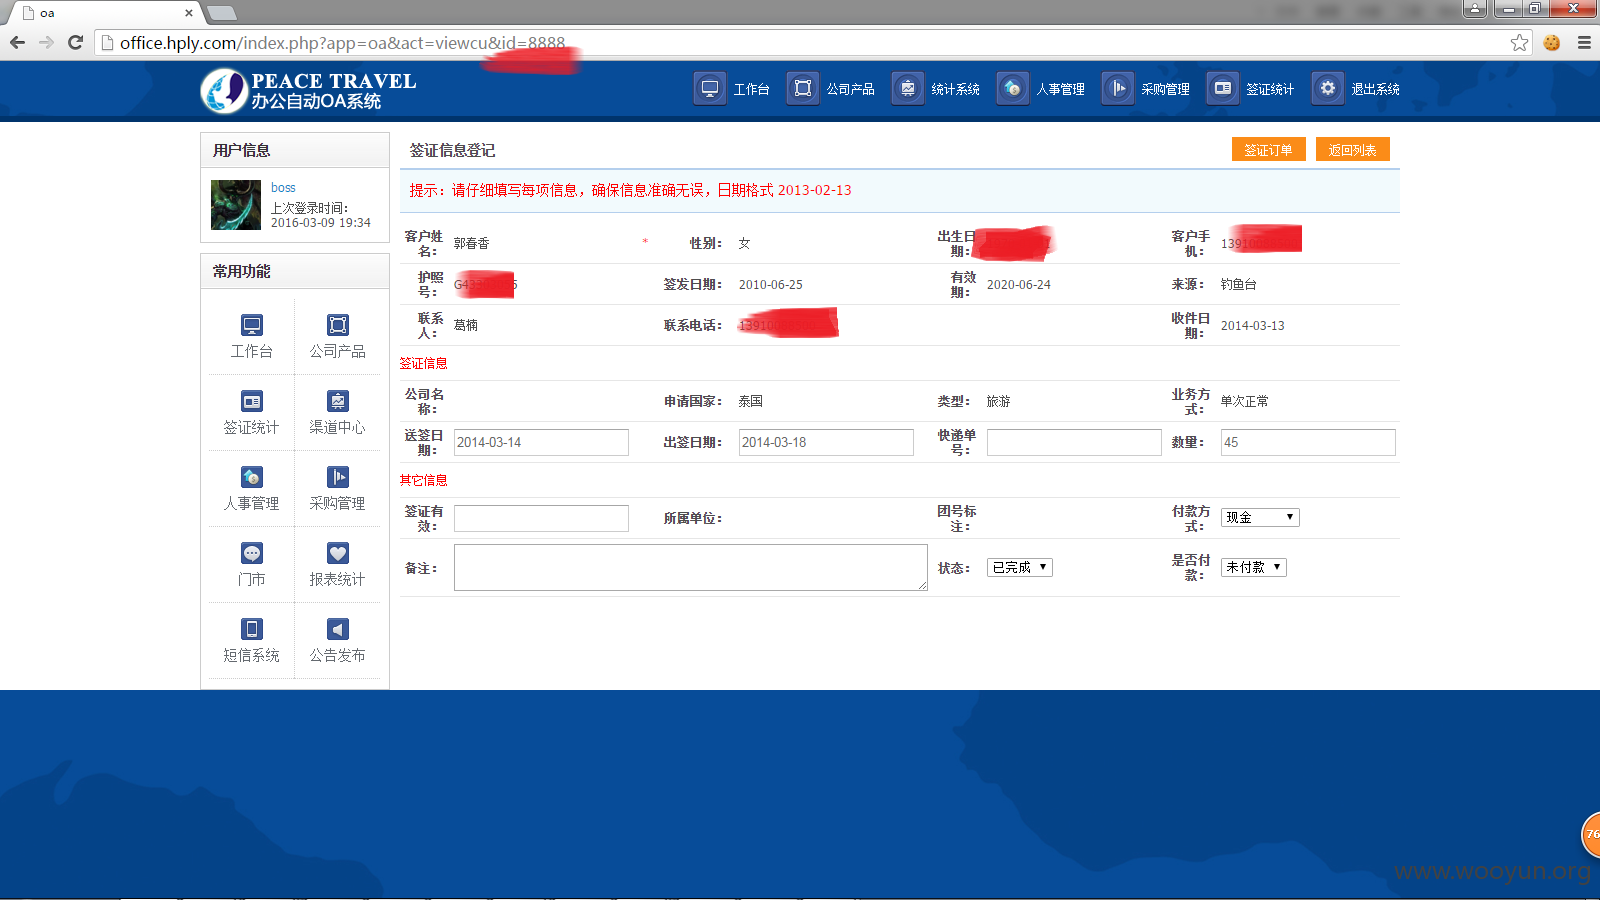 oa
office.hply.com/index.php?app=oa&act=viewcu&id=8888
PEACE TRAVEL
办公自动OA系统
工作台 公司产品 统计系统 人事管理 采购管理 签证统计 退出系统
用户信息
boss
上次登录时间：
2016-03-09 19:34
常用功能
工作台 公司产品
签证统计 渠道中心
人事管理 采购管理
门市 报表统计
短信系统 公告发布
签证信息登记 签证订单 返回列表
提示：请仔细填写每项信息，确保信息准确无误，日期格式 2013-02-13
客户姓名： 郭春香 * 性别： 女 出生日期： 客户手机：
护照号： 签发日期： 2010-06-25 有效期： 2020-06-24 来源： 钓鱼台
联系人： 葛楠 联系电话： 收件日期： 2014-03-13
签证信息
公司名称： 申请国家： 泰国 类型： 旅游 业务方式： 单次正常
送签日期： 2014-03-14 出签日期： 2014-03-18 快递单号： 数量： 45
其它信息
签证有效： 所属单位： 团号标注： 付款方式： 现金
备注： 状态： 已完成 是否付款： 未付款
76
www.wooyun.org